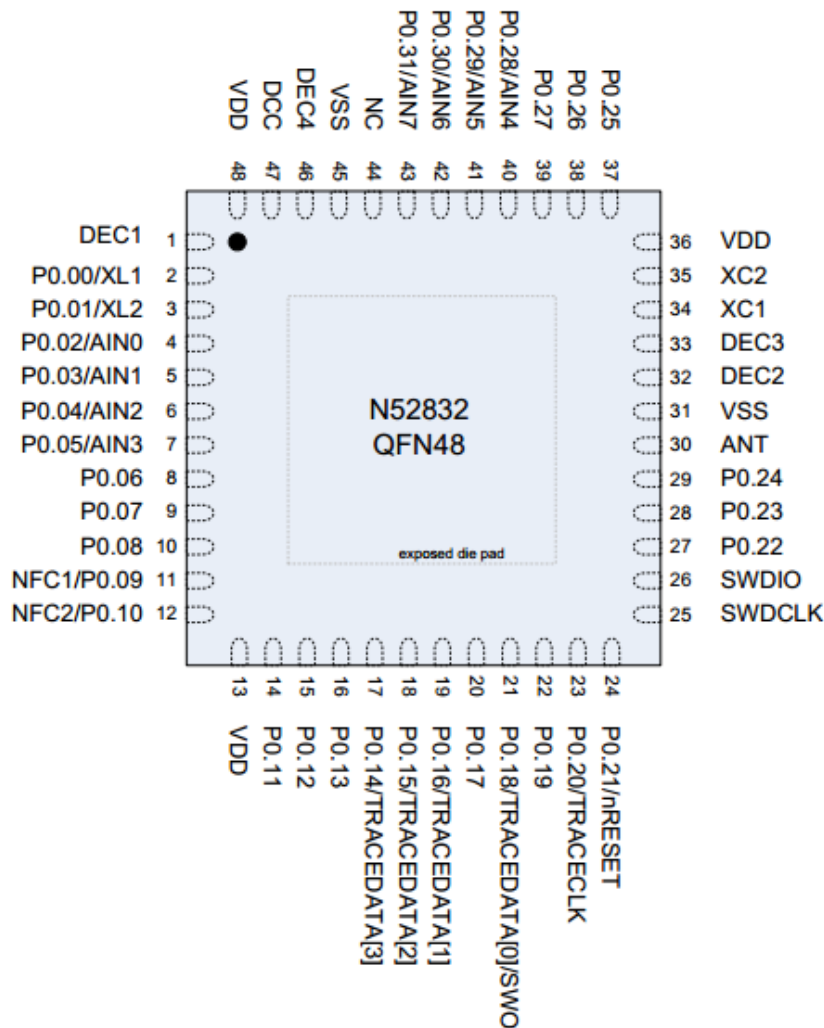 P0.31/AIN7
P0.30/AIN6
P0.29/AIN5
P0.28/AIN4
P0.27
P0.26
P0.25
VDD
DCC
DEC4
VSS
NC
48 47 46 45 44 43 42 41 40 39 38 37
DEC1 1
P0.00/XL1 2
P0.01/XL2 3
P0.02/AIN0 4
P0.03/AIN1 5
P0.04/AIN2 6
P0.05/AIN3 7
P0.06 8
P0.07 9
P0.08 10
NFC1/P0.09 11
NFC2/P0.10 12
N52832
QFN48
exposed die pad
36 VDD
35 XC2
34 XC1
33 DEC3
32 DEC2
31 VSS
30 ANT
29 P0.24
28 P0.23
27 P0.22
26 SWDIO
25 SWDCLK
13 14 15 16 17 18 19 20 21 22 23 24
VDD
P0.11
P0.12
P0.13
P0.14/TRACEDATA[3]
P0.15/TRACEDATA[2]
P0.16/TRACEDATA[1]
P0.17
P0.18/TRACEDATA[0]/SWO
P0.19
P0.20/TRACECLK
P0.21/nRESET